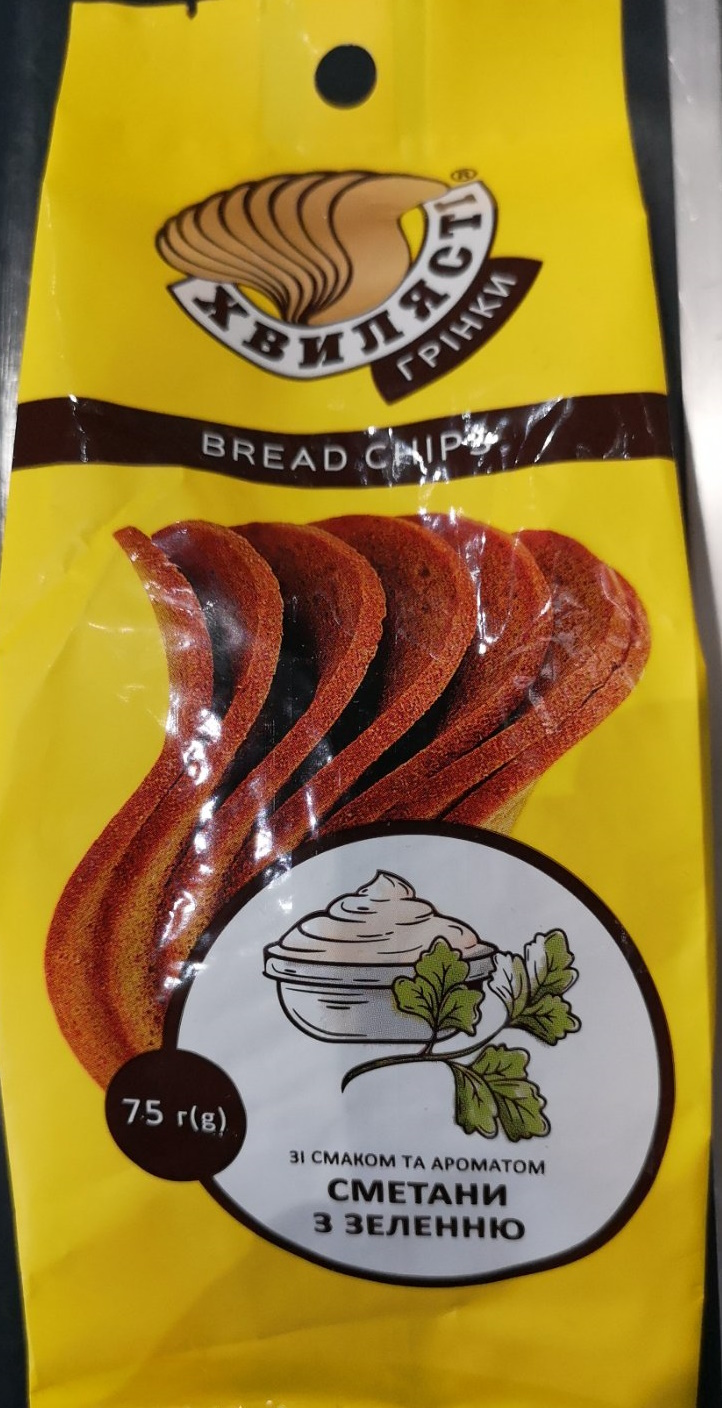 ХВИЛЯСТІ®
ГРІНКИ
BREAD CHIPS
75 г(g)
ЗІ СМАКОМ ТА АРОМАТОМ
СМЕТАНИ
З ЗЕЛЕННЮ